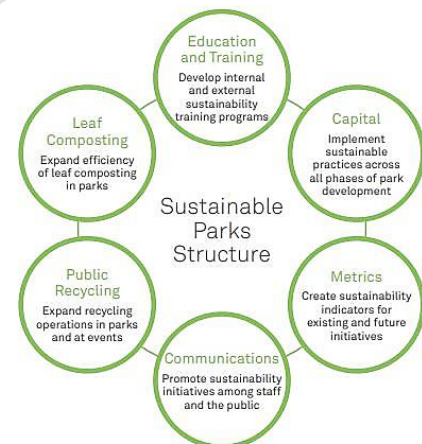 Education
and Training
Develop internal
and external
sustainability
training programs
Capital
Implement
sustainable
practices across
all phases of park
development
Metrics
Create sustainability
indicators for
existing and future
initiatives
Communications
Promote sustainability
initiatives among staff
and the public
Public
Recycling
Expand recycling
operations in parks
and at events
Leaf
Composting
Expand efficiency
of leaf composting
in parks
Sustainable
Parks
Structure